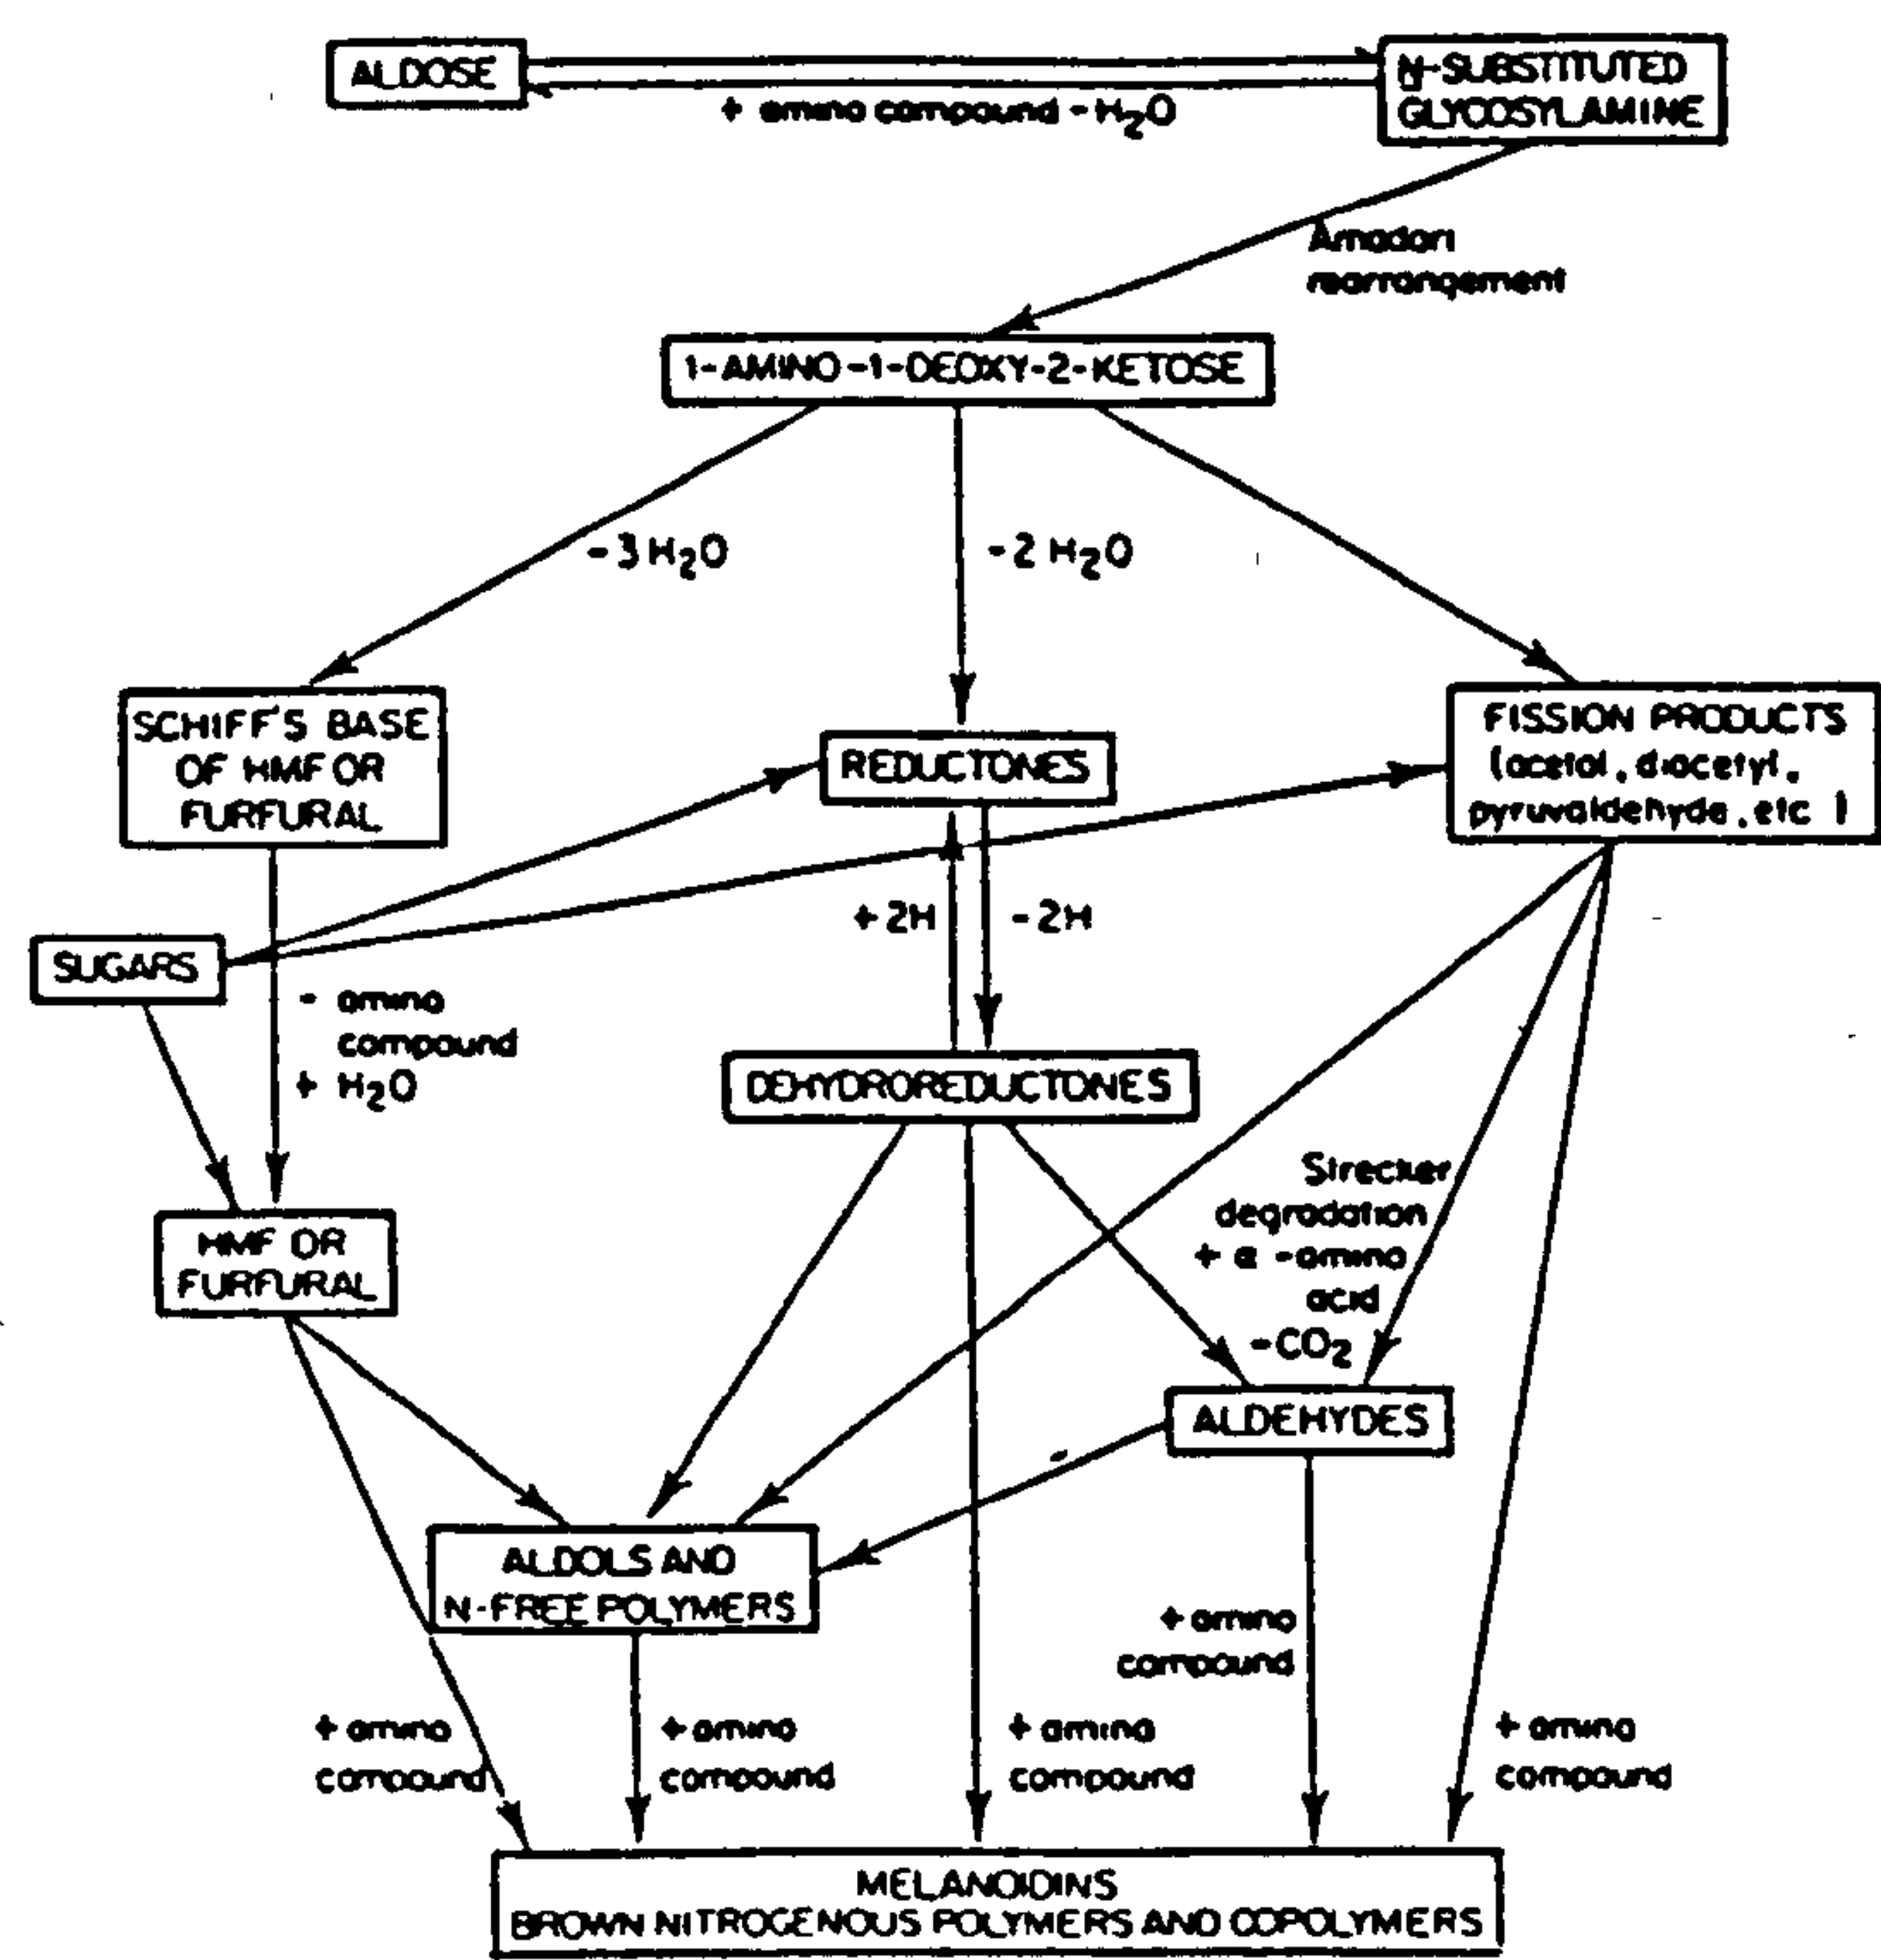 ALDOSE
N-SUBSTITUTED
GLYCOSYLAMINE
+ amino compound - H2O
Amadori
rearrangement
1-AMINO-1-DEOXY-2-KETOSE
- 3 H2O
- 2 H2O
SCHIFF'S BASE
OF HMF OR
FURFURAL
REDUCTONES
FISSION PRODUCTS
(acetol, diacetyl,
pyruvaldehyde, etc )
+ 2H
- 2H
SUGARS
- amino
compound
+ H2O
DEHYDROREDUCTONES
Strecker
degradation
+ α -amino
acid
-CO2
HMF OR
FURFURAL
ALDEHYDES
ALDOLS AND
N-FREE POLYMERS
+ amino
compound
+ amino
compound
+ amino
compound
+ amino
compound
+ amino
compound
MELANOIDINS
BROWN NITROGENOUS POLYMERS AND COPOLYMERS